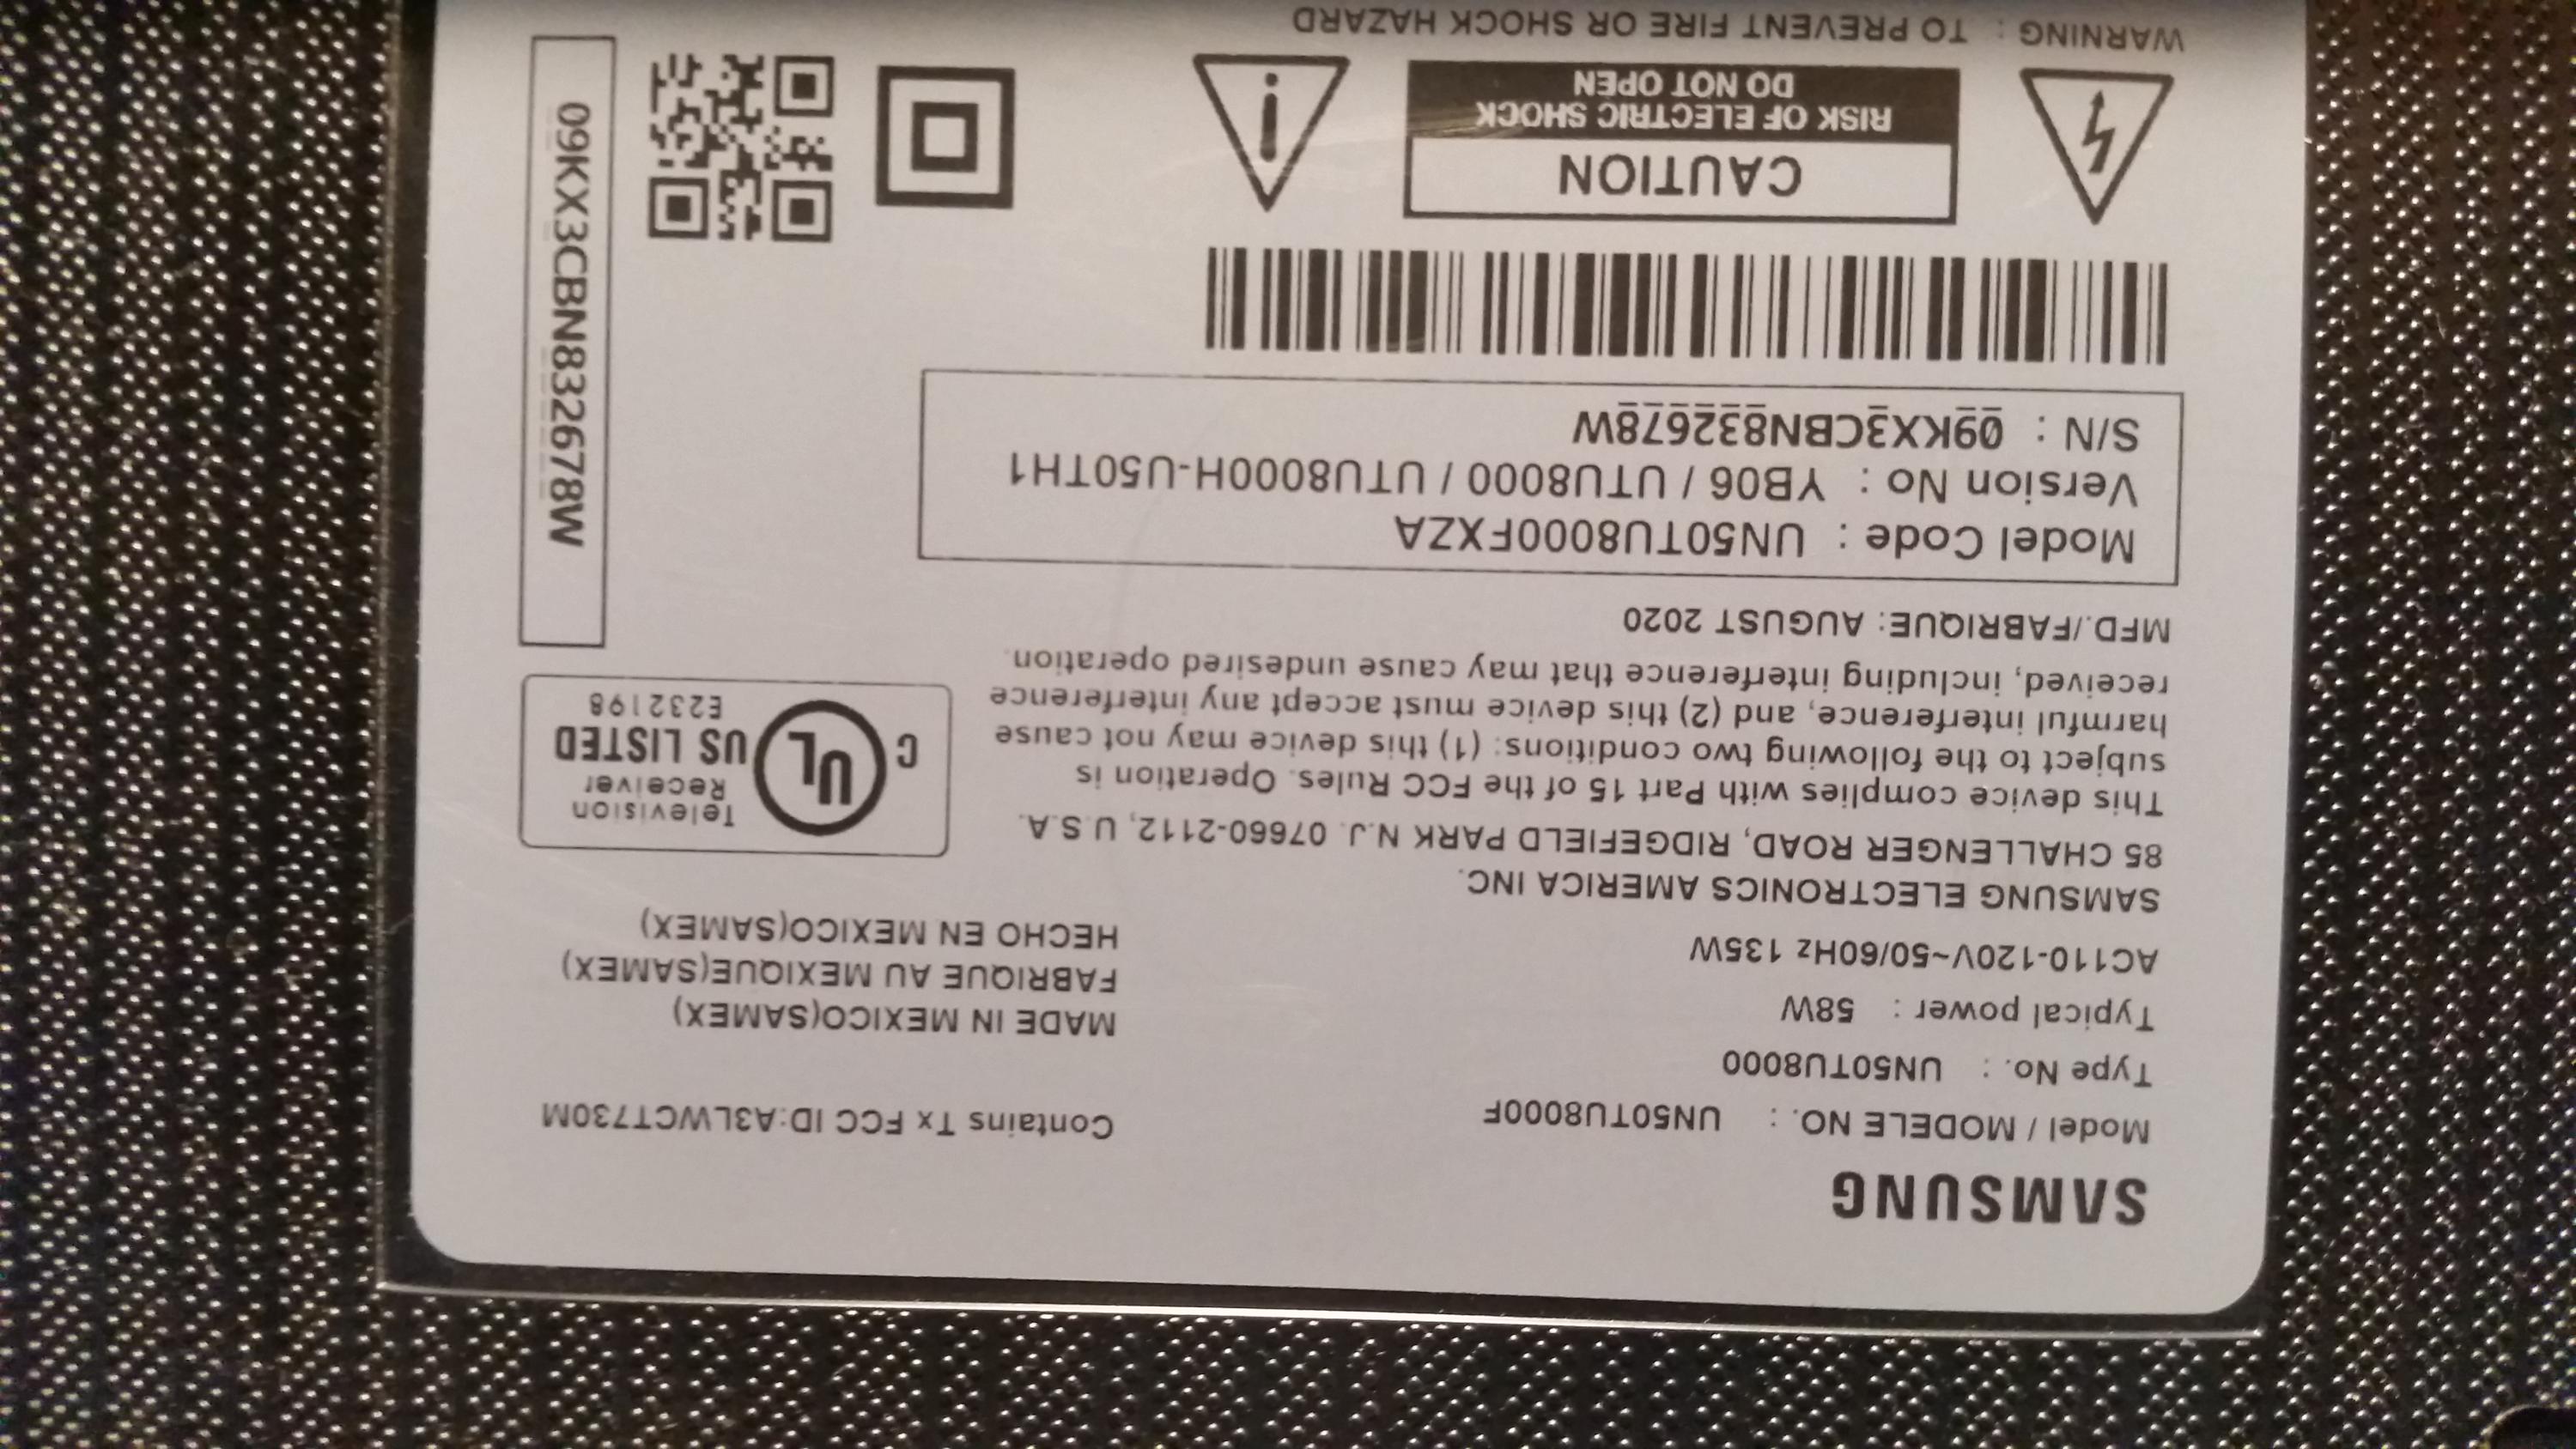 SAMSUNG
Model / MODELE NO. : UN50TU8000F
Type No. : UN50TU8000
Typical power : 58W
AC110-120V~50/60Hz 135W
Contains Tx FCC ID:A3LWCT730M
MADE IN MEXICO(SAMEX)
FABRIQUE AU MEXIQUE(SAMEX)
HECHO EN MEXICO(SAMEX)
SAMSUNG ELECTRONICS AMERICA INC.
85 CHALLENGER ROAD, RIDGEFIELD PARK N.J. 07660-2112, U.S.A.
This device complies with Part 15 of the FCC Rules. Operation is
subject to the following two conditions: (1) this device may not cause
harmful interference, and (2) this device must accept any interference
received, including interference that may cause undesired operation.
MFD./FABRIQUE: AUGUST 2020
C UL US LISTED
Television
Receiver
E232198
Model Code : UN50TU8000FXZA
Version No : YB06 / UTU8000 / UTU8000H-U50TH1
S/N : 09KX3CBN832678W
09KX3CBN832678W
CAUTION
RISK OF ELECTRIC SHOCK
DO NOT OPEN
WARNING : TO PREVENT FIRE OR SHOCK HAZARD